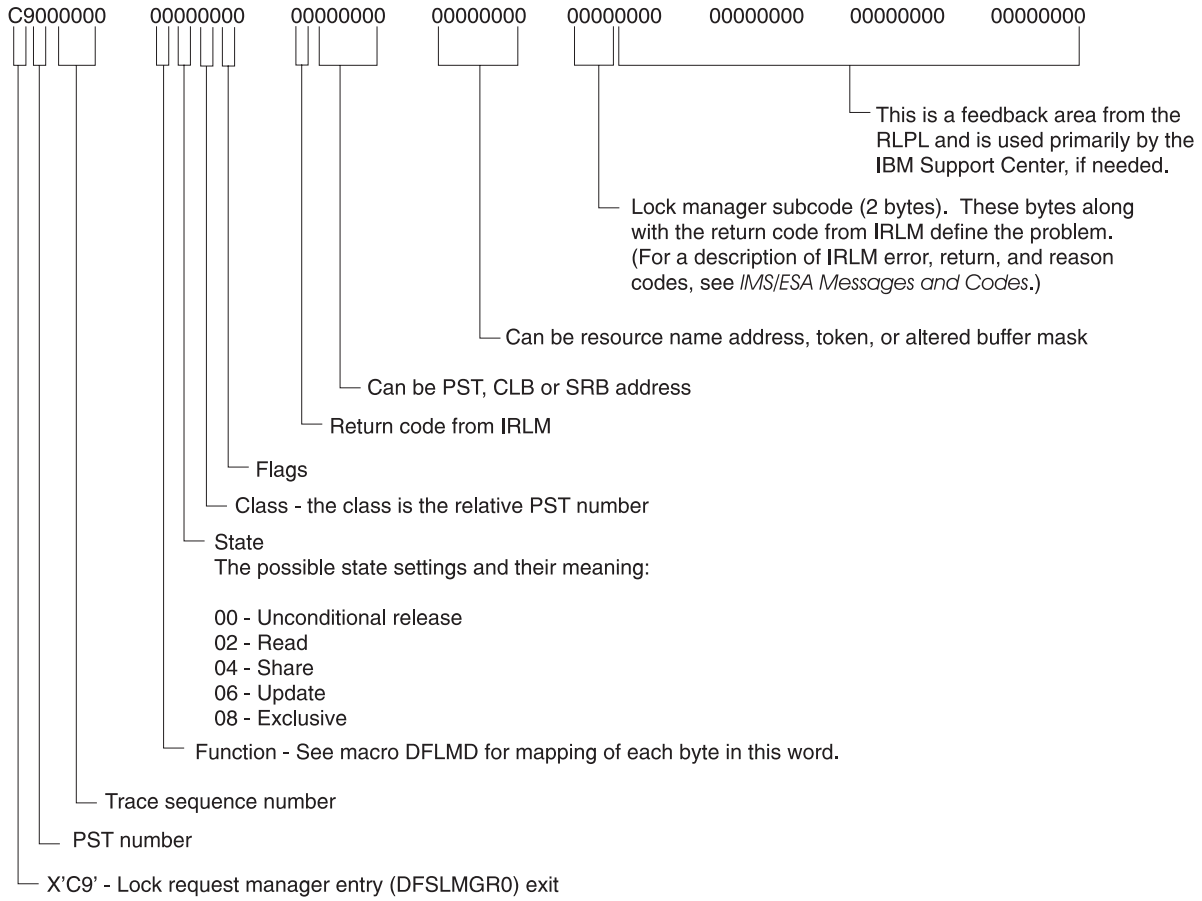 C9000000 00000000 00000000 00000000 00000000 00000000 00000000 00000000
This is a feedback area from the
RLPL and is used primarily by the
IBM Support Center, if needed.
Lock manager subcode (2 bytes). These bytes along
with the return code from IRLM define the problem.
(For a description of IRLM error, return, and reason
codes, see IMS/ESA Messages and Codes.)
Can be resource name address, token, or altered buffer mask
Can be PST, CLB or SRB address
Return code from IRLM
Flags
Class - the class is the relative PST number
State
The possible state settings and their meaning:
00 - Unconditional release
02 - Read
04 - Share
06 - Update
08 - Exclusive
Function - See macro DFLMD for mapping of each byte in this word.
Trace sequence number
PST number
X'C9' - Lock request manager entry (DFSLMGR0) exit